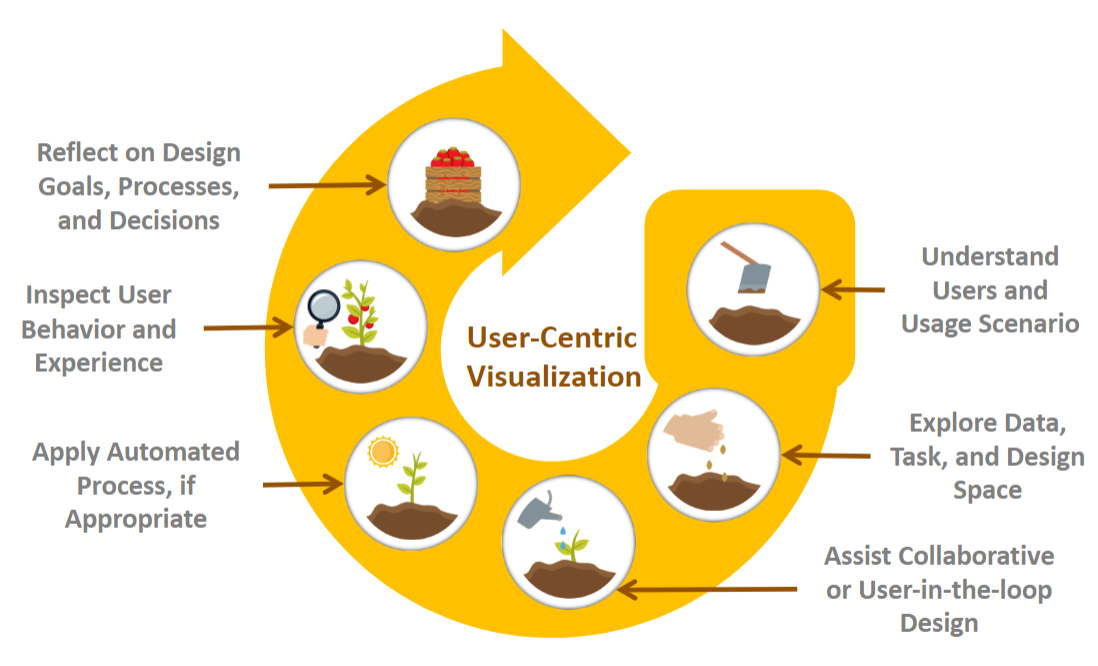 Reflect on Design
Goals, Processes,
and Decisions
Inspect User
Behavior and
Experience
Apply Automated
Process, if
Appropriate
User-Centric
Visualization
Understand
Users and
Usage Scenario
Explore Data,
Task, and Design
Space
Assist Collaborative
or User-in-the-loop
Design